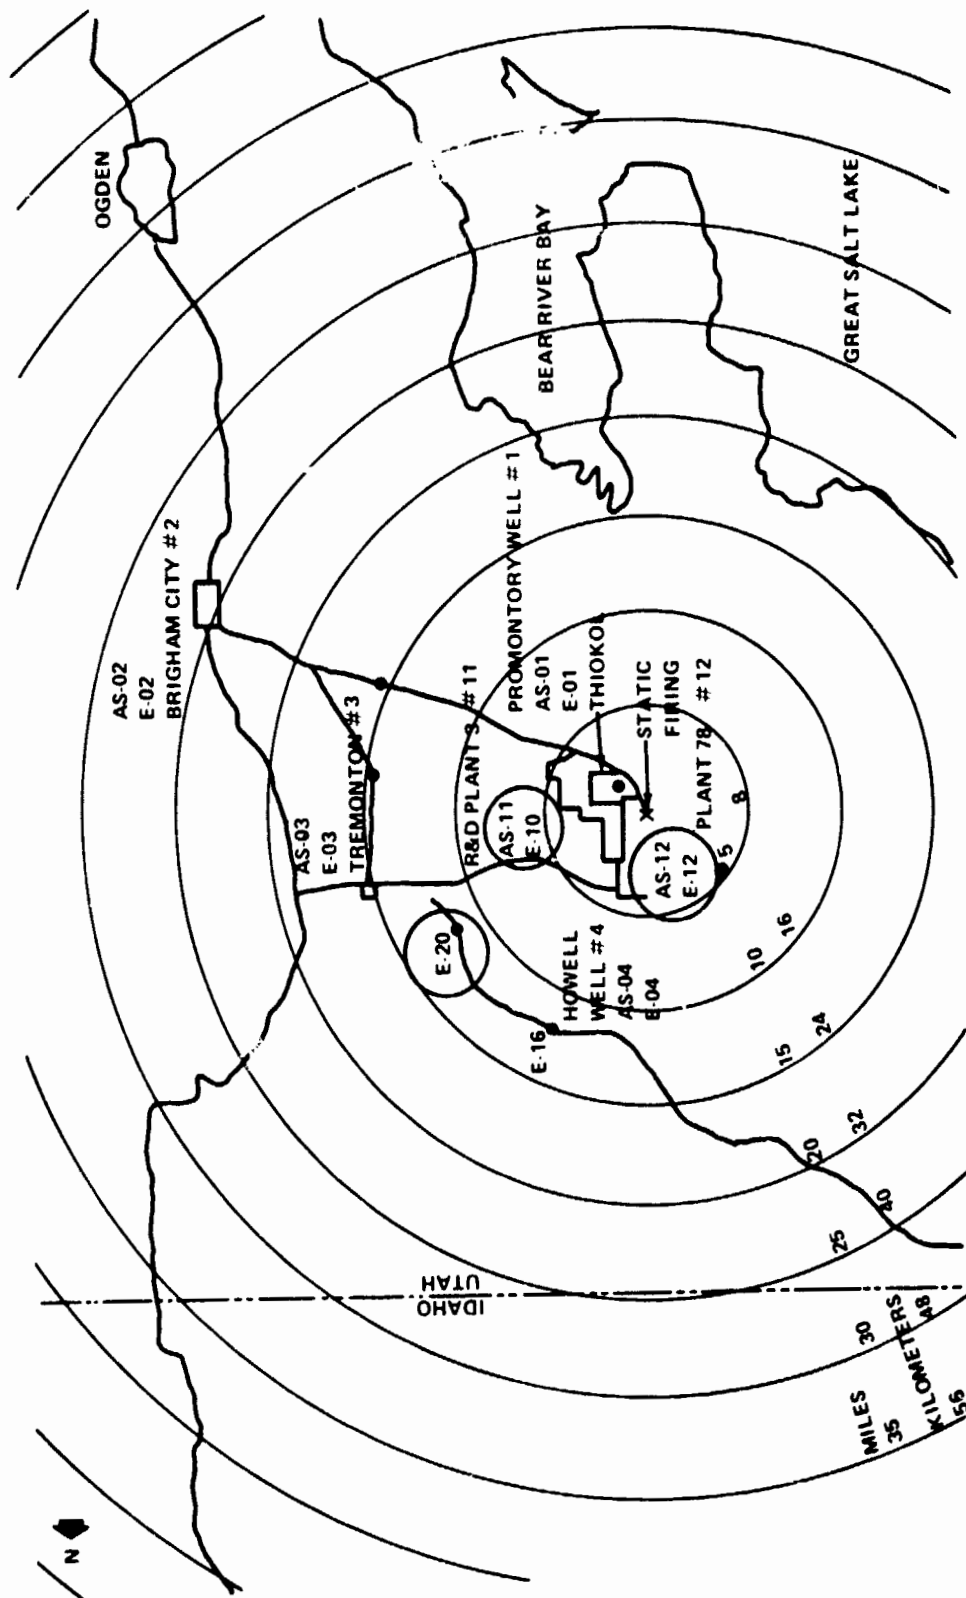 OGDEN
BEAR RIVER BAY
GREAT SALT LAKE
AS-02
E-02
BRIGHAM CITY #2
AS-03
E-03
TREMONTON #3
R&D PLANT 3 #11
AS-11
E-10
PROMONTORY WELL #1
AS-01
E-01
THIOKOL
STATIC
FIRING
PLANT 78 #12
AS-12
E-12
E-20
HOWELL
WELL #4
AS-04
E-04
E-16
5
8
10
16
15
24
20
32
25
40
30
48
MILES
35
KILOMETERS
56
IDAHO
UTAH
N
X